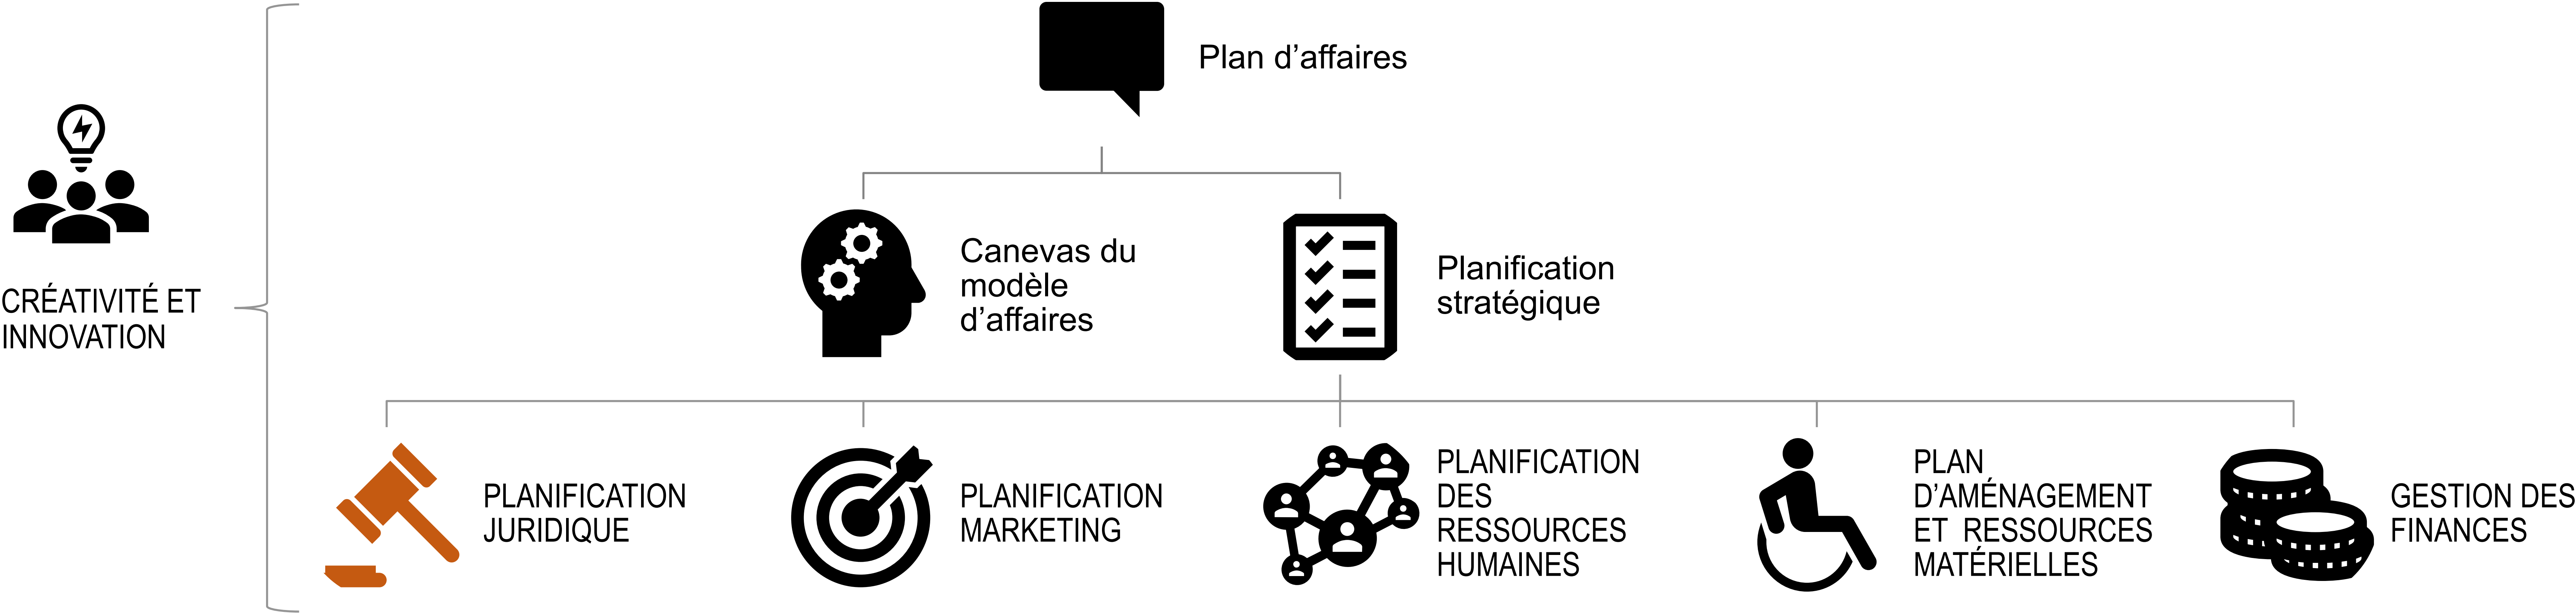 Plan d’affaires
CRÉATIVITÉ ET
INNOVATION
Canevas du
modèle
d’affaires
Planification
stratégique
PLANIFICATION
JURIDIQUE
PLANIFICATION
MARKETING
PLANIFICATION
DES
RESSOURCES
HUMAINES
PLAN
D’AMÉNAGEMENT
ET RESSOURCES
MATÉRIELLES
GESTION DES
FINANCES